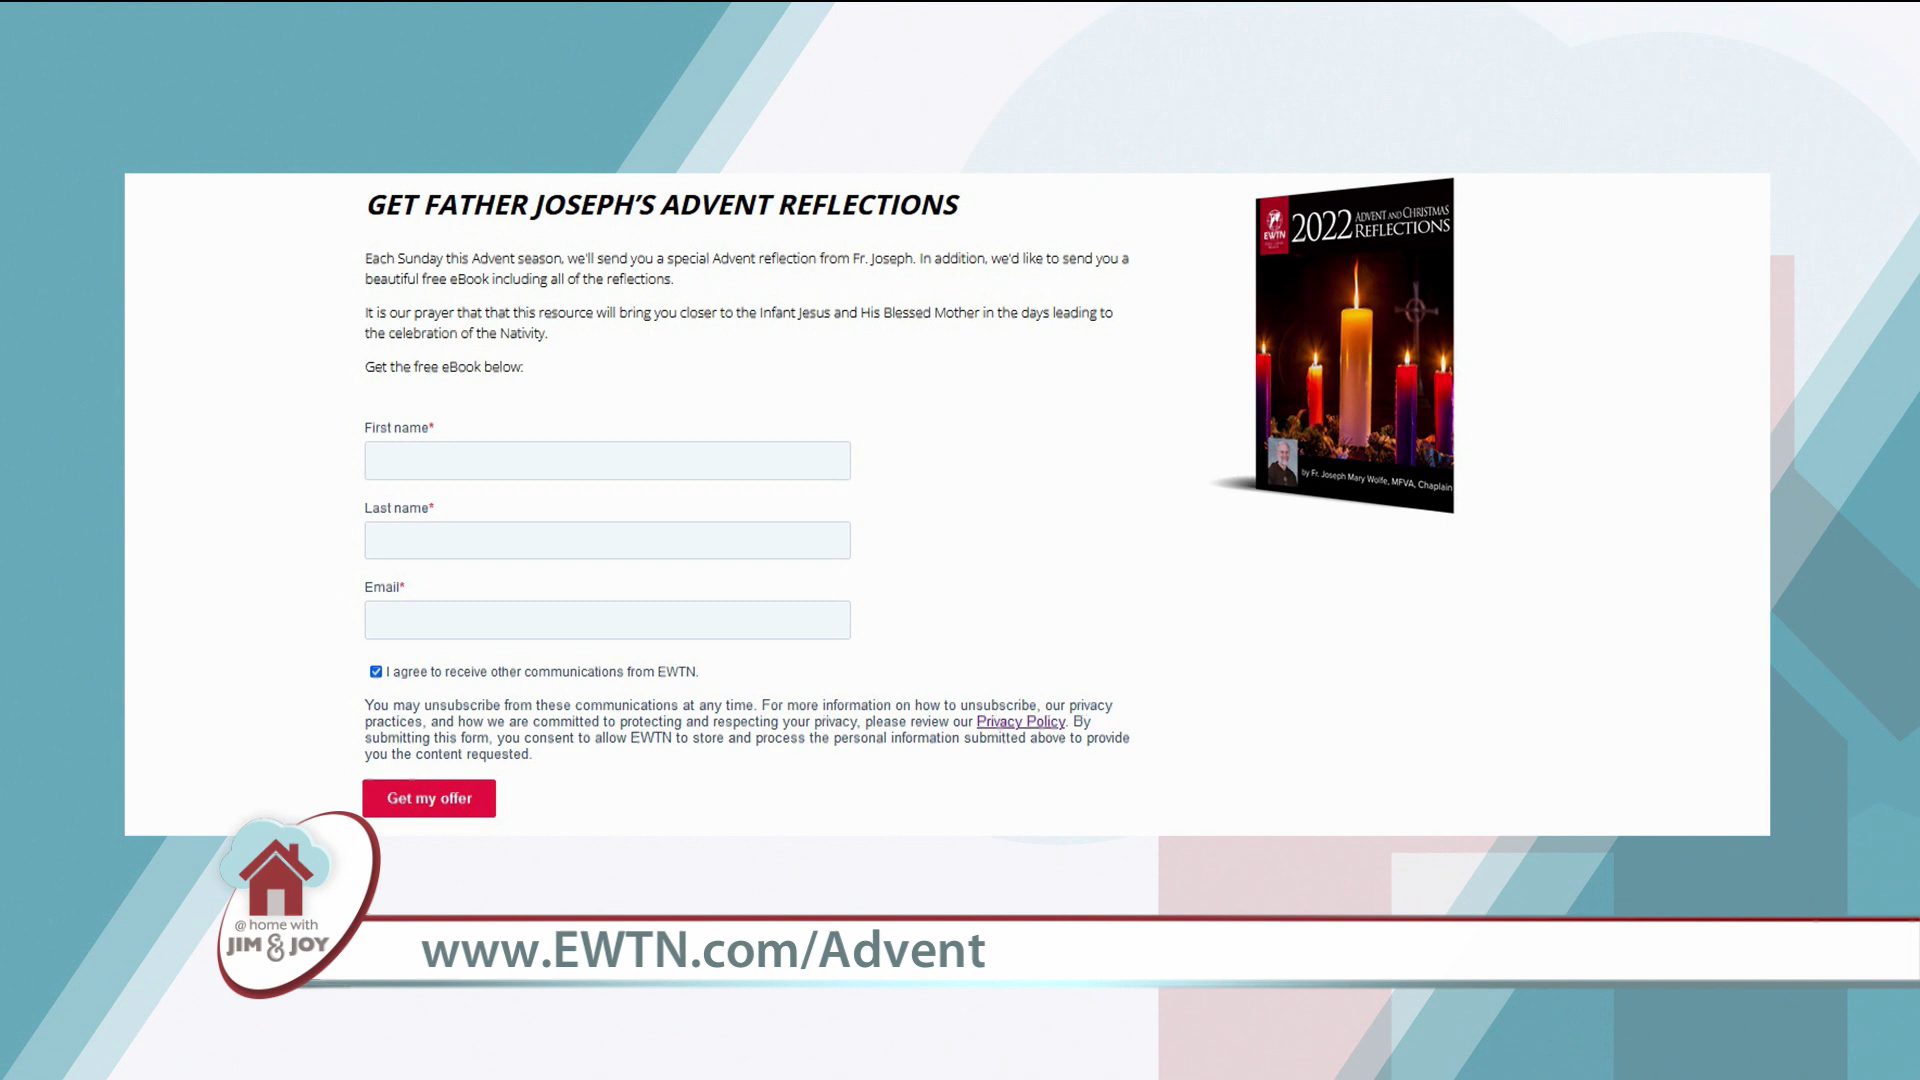 GET FATHER JOSEPH'S ADVENT REFLECTIONS
Each Sunday this Advent season, we'll send you a special Advent reflection from Fr. Joseph. In addition, we'd like to send you a
beautiful free eBook including all of the reflections.
It is our prayer that that this resource will bring you closer to the Infant Jesus and His Blessed Mother in the days leading to
the celebration of the Nativity.
Get the free eBook below:
First name*
Last name*
Email*
I agree to receive other communications from EWTN.
You may unsubscribe from these communications at any time. For more information on how to unsubscribe, our privacy
practices, and how we are committed to protecting and respecting your privacy, please review our Privacy Policy. By
submitting this form, you consent to allow EWTN to store and process the personal information submitted above to provide
you the content requested.
Get my offer
EWTN
2022 ADVENT AND CHRISTMAS
REFLECTIONS
by Fr. Joseph Mary Wolfe, MFVA, Chaplain
@ home with
JIM & JOY
www.EWTN.com/Advent